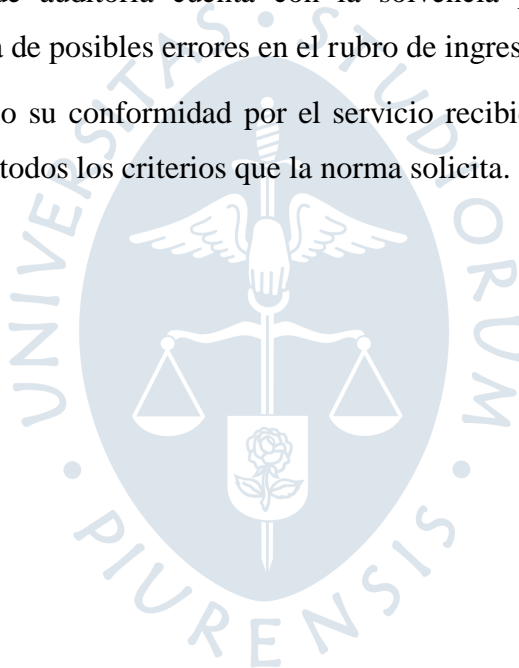 de auditoría cuenta con la solvencia
a de posibles errores en el rubro de ingres
o su conformidad por el servicio recibi
todos los criterios que la norma solicita.
UNIVERSITAS • STUDIORUM • PIURENSIS •